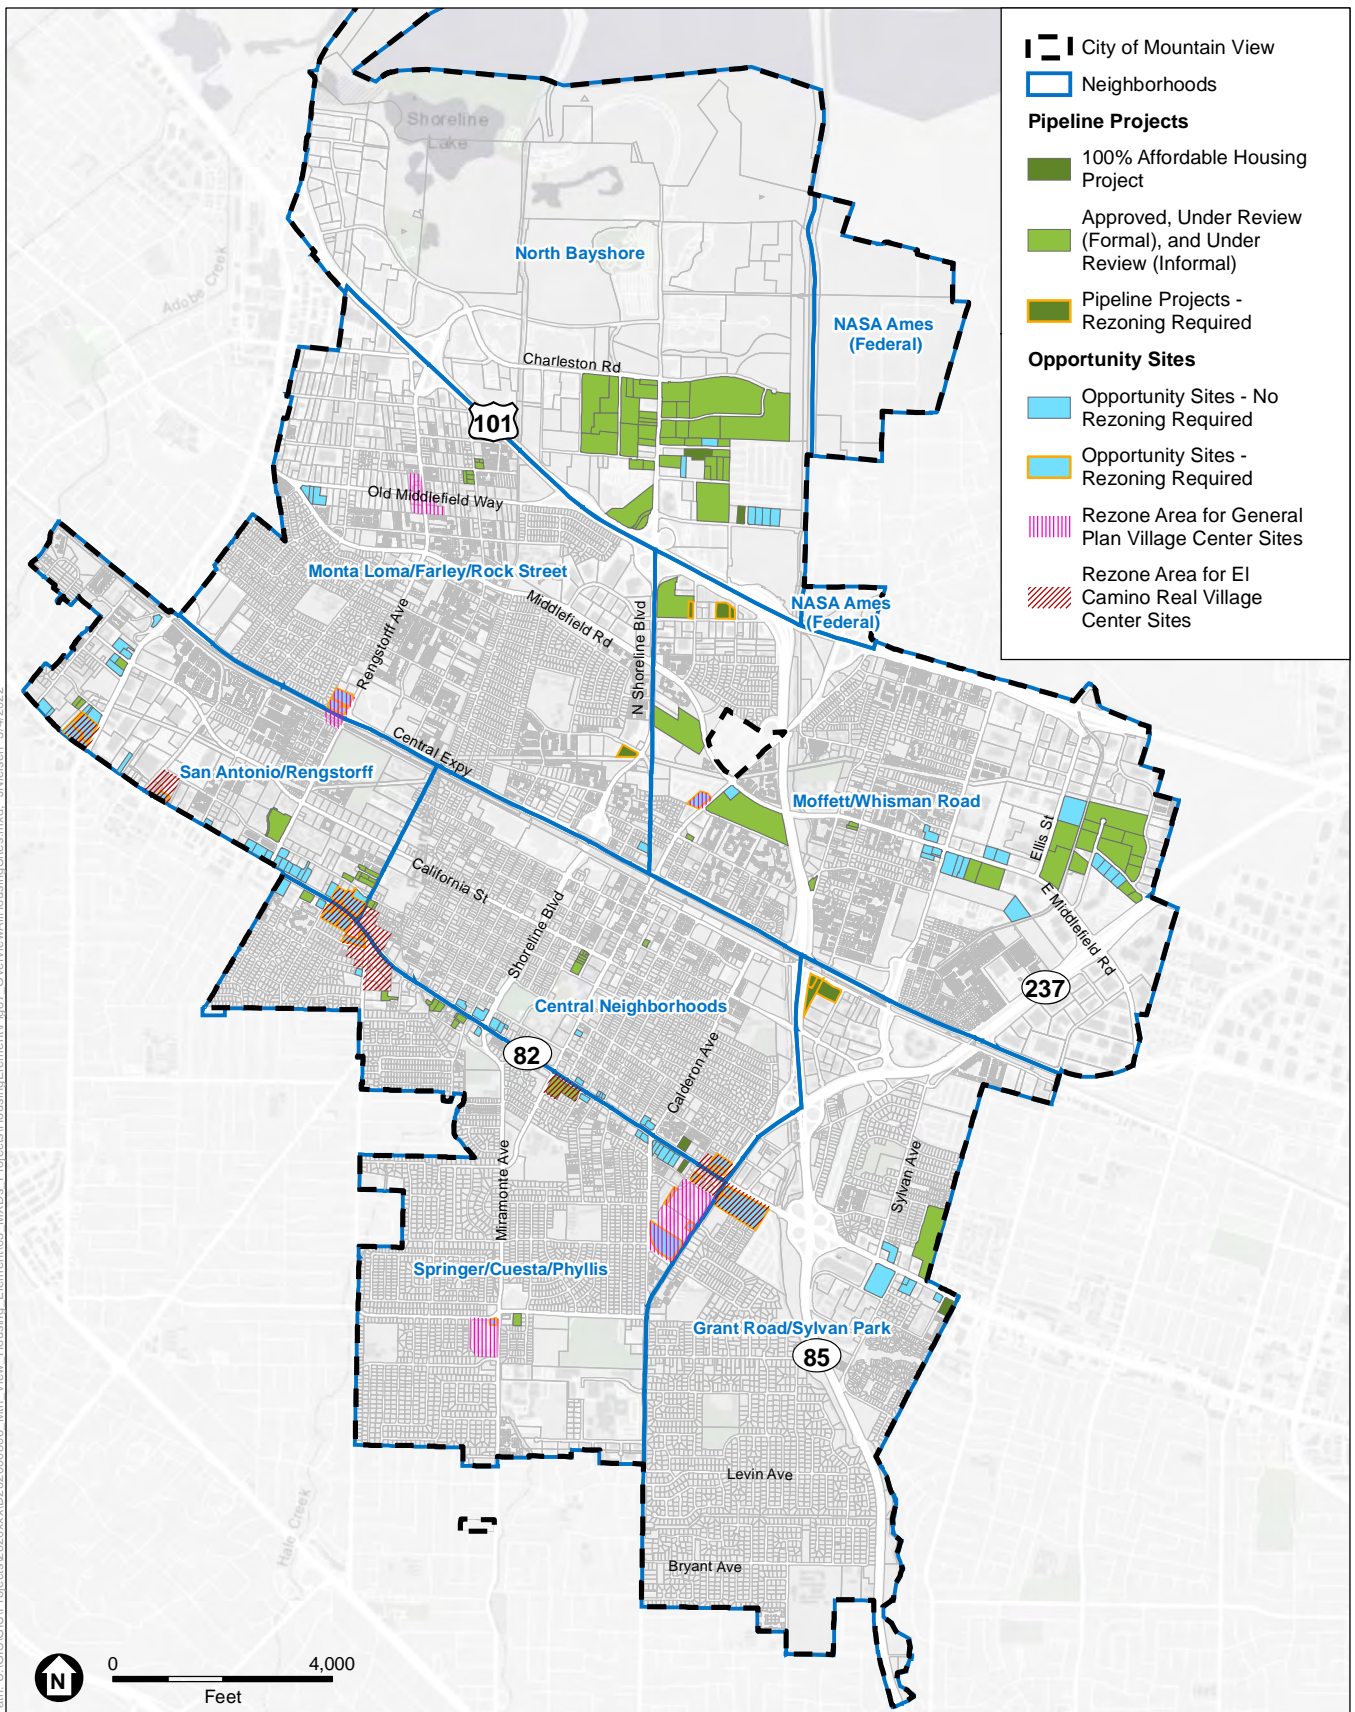 City of Mountain View
Neighborhoods
Pipeline Projects
100% Affordable Housing
Project
Approved, Under Review
(Formal), and Under
Review (Informal)
Pipeline Projects -
Rezoning Required
Opportunity Sites
Opportunity Sites - No
Rezoning Required
Opportunity Sites -
Rezoning Required
Rezone Area for General
Plan Village Center Sites
Rezone Area for El
Camino Real Village
Center Sites
Shoreline
Lake
North Bayshore
Adobe Creek
NASA Ames
(Federal)
Charleston Rd
101
Old Middlefield Way
Monta Loma/Farley/Rock Street
Middlefield Rd
NASA Ames
(Federal)
Rengstorff Ave
N Shoreline Blvd
Central Expy
San Antonio/Rengstorff
Moffett/Whisman Road
Ellis St
California St
Shoreline Blvd
E Middlefield Rd
237
Central Neighborhoods
82
Calderon Ave
Sylvan Ave
Miramonte Ave
Springer/Cuesta/Phyllis
Grant Road/Sylvan Park
85
Levin Ave
Hale Creek
Bryant Ave
N
0
4,000
Feet